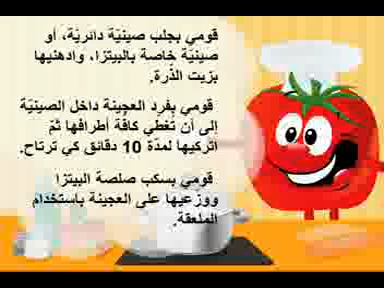 قومي بجلب صينيّة دائريّة، أو
صينيّة خاصة بالبيتزا، وادهنيها
بزيت الذّرة.
قومي بفرد العجينة داخل الصينيّة
إلى أن تُغطي كافّة أطرافها ثمّ
اتركيها لمدّة 10 دقائق كي ترتاح.
قومي بسكب صلصة البيتزا
ووزعيها على العجينة باستخدام
الملعقة.